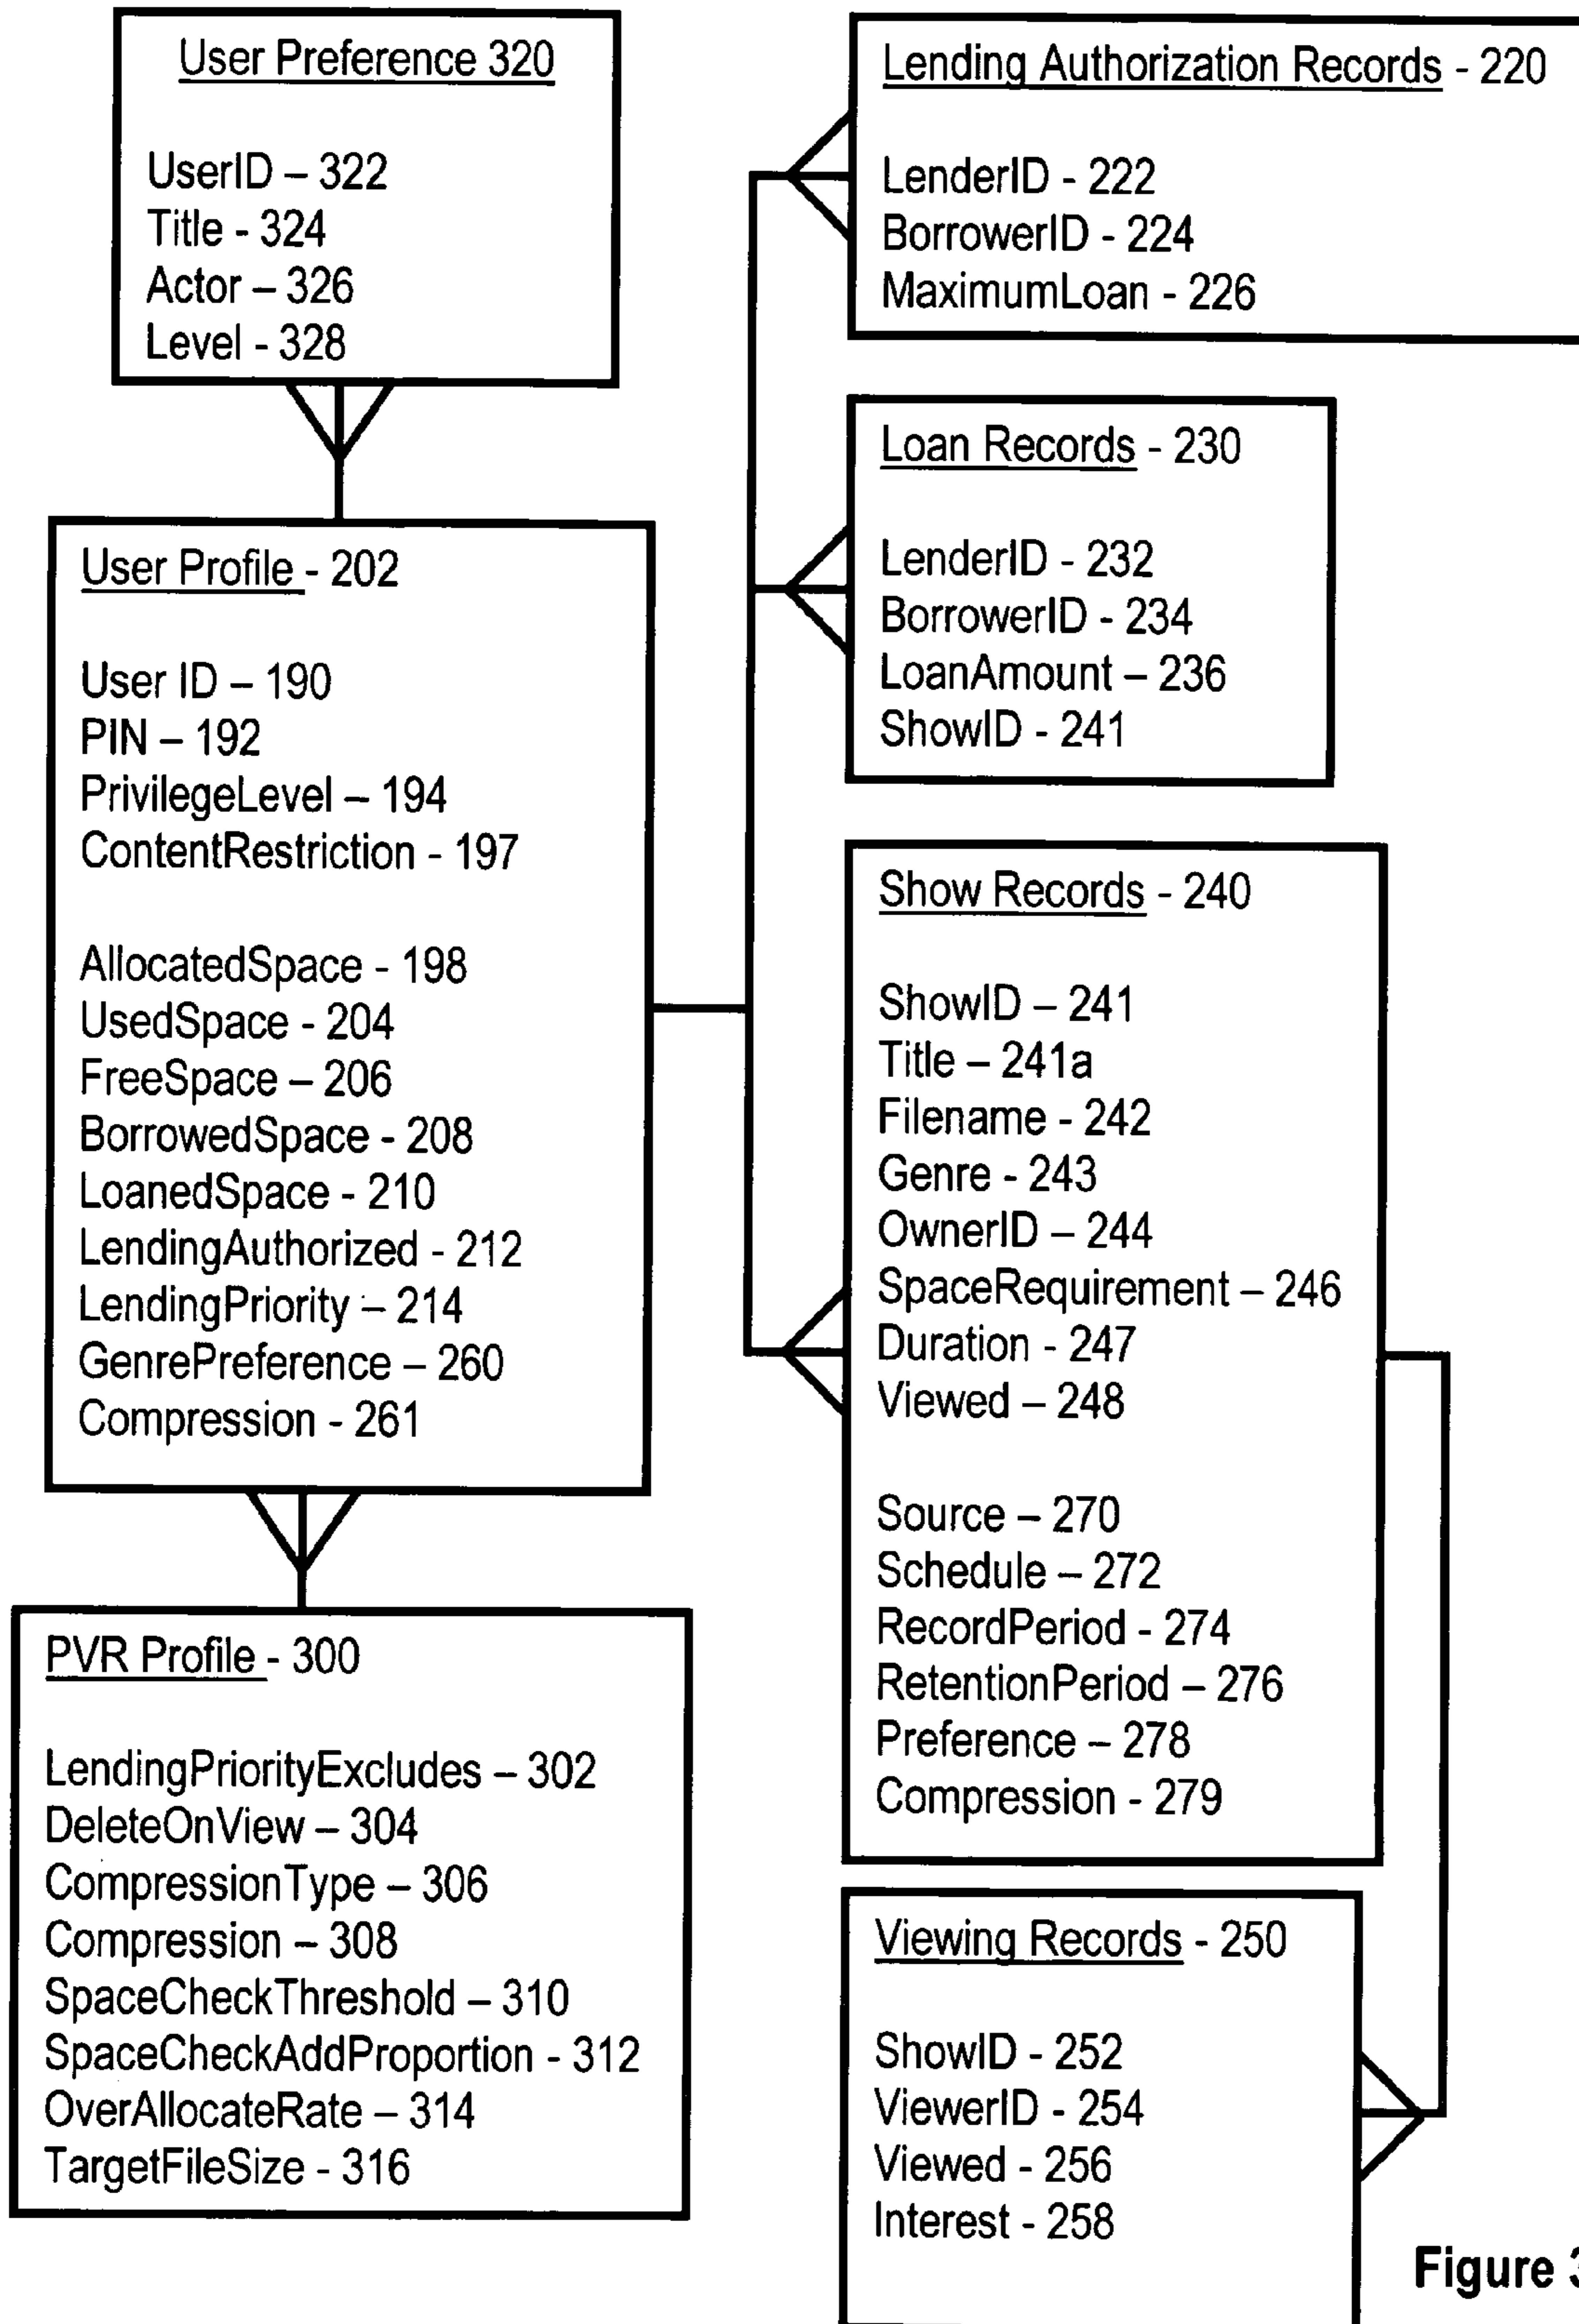 User Preference 320
UserID – 322
Title - 324
Actor – 326
Level - 328
User Profile - 202
User ID – 190
PIN – 192
PrivilegeLevel – 194
ContentRestriction - 197
AllocatedSpace - 198
UsedSpace - 204
FreeSpace – 206
BorrowedSpace - 208
LoanedSpace - 210
LendingAuthorized - 212
LendingPriority – 214
GenrePreference – 260
Compression - 261
PVR Profile - 300
LendingPriorityExcludes – 302
DeleteOnView – 304
CompressionType – 306
Compression – 308
SpaceCheckThreshold – 310
SpaceCheckAddProportion - 312
OverAllocateRate – 314
TargetFileSize - 316
Lending Authorization Records - 220
LenderID - 222
BorrowerID - 224
MaximumLoan - 226
Loan Records - 230
LenderID - 232
BorrowerID - 234
LoanAmount – 236
ShowID - 241
Show Records - 240
ShowID – 241
Title – 241a
Filename - 242
Genre - 243
OwnerID – 244
SpaceRequirement – 246
Duration - 247
Viewed – 248
Source – 270
Schedule – 272
RecordPeriod - 274
RetentionPeriod – 276
Preference – 278
Compression - 279
Viewing Records - 250
ShowID - 252
ViewerID - 254
Viewed - 256
Interest - 258
Figure 3